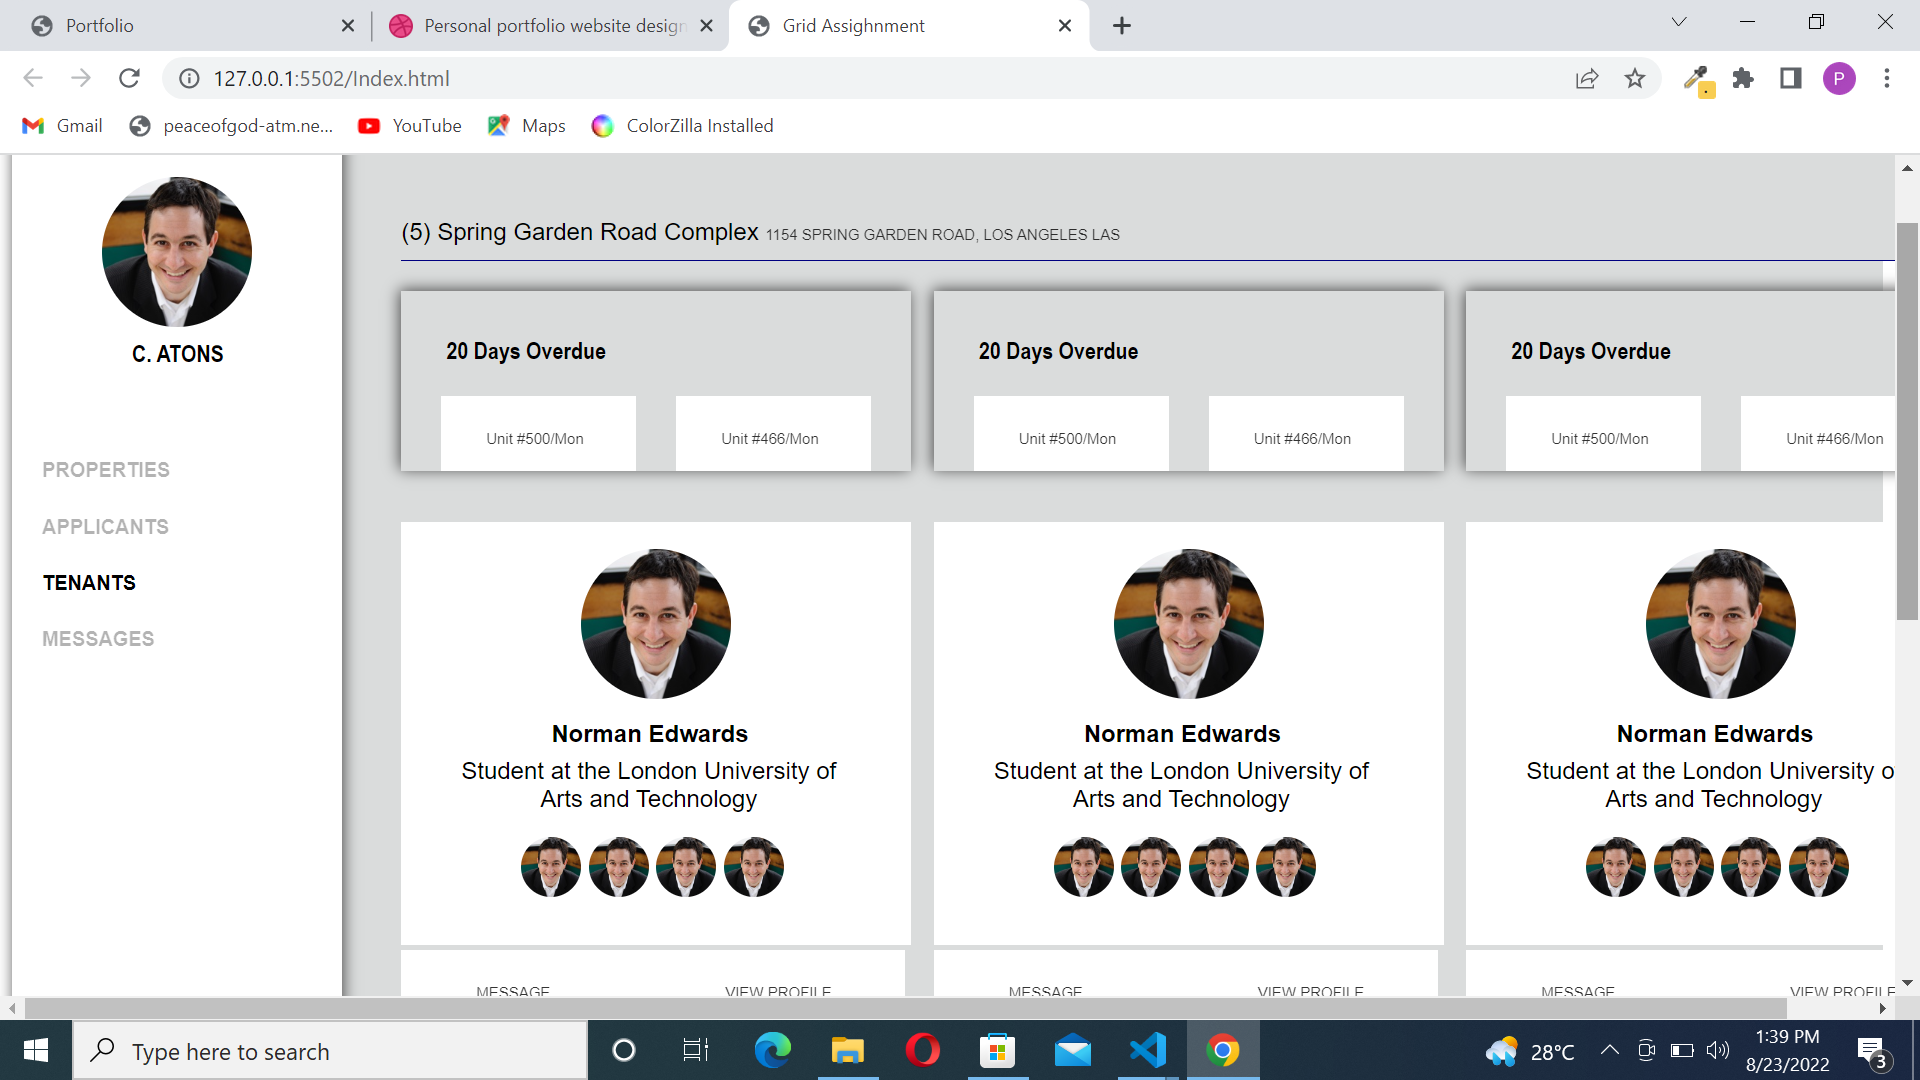 Portfolio
Personal portfolio website design
Grid Assighnment
127.0.0.1:5502/Index.html
P
Gmail
peaceofgod-atm.ne...
YouTube
Maps
ColorZilla Installed
C. ATONS
PROPERTIES
APPLICANTS
TENANTS
MESSAGES
(5) Spring Garden Road Complex 1154 SPRING GARDEN ROAD, LOS ANGELES LAS
20 Days Overdue
Unit #500/Mon
Unit #466/Mon
20 Days Overdue
Unit #500/Mon
Unit #466/Mon
20 Days Overdue
Unit #500/Mon
Unit #466/Mon
Norman Edwards
Student at the London University of
Arts and Technology
MESSAGE
VIEW PROFILE
Norman Edwards
Student at the London University of
Arts and Technology
MESSAGE
VIEW PROFILE
Norman Edwards
Student at the London University o
Arts and Technology
MESSAGE
VIEW PROFILE
Type here to search
28°C
1:39 PM
8/23/2022
3